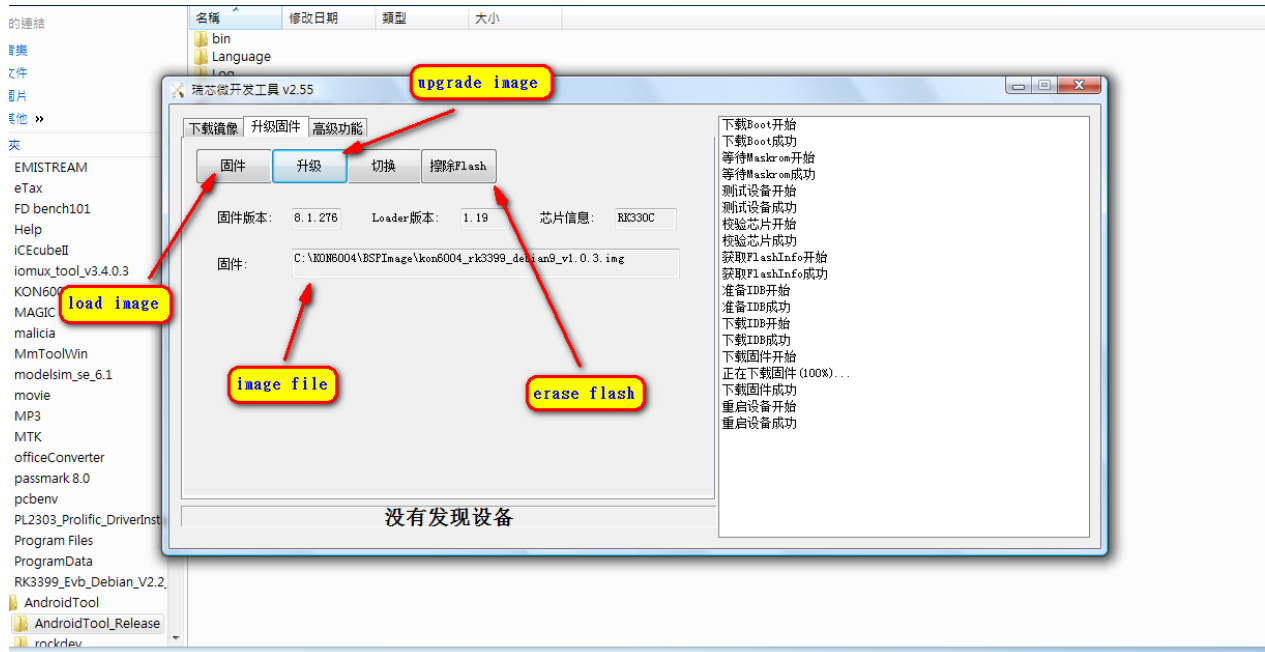 名稱 修改日期 類型 大小
的連結
音樂
文件
圖片
其他 »
夾
EMISTREAM
eTax
FD bench101
Help
iCEcubeII
iomux_tool_v3.4.0.3
KON600
MAGIC
malicia
MmToolWin
modelsim_se_6.1
movie
MP3
MTK
officeConverter
passmark 8.0
pcbenv
PL2303_Prolific_DriverInst
Program Files
ProgramData
RK3399_Evb_Debian_V2.2_
AndroidTool
AndroidTool_Release
rockdev
bin
Language
Log
瑞芯微开发工具 v2.55
upgrade image
下载镜像 升级固件 高级功能
固件 升级 切换 擦除Flash
固件版本: 8.1.276 Loader版本: 1.19 芯片信息: RK330C
固件: C:\KON6004\BSPImage\kon6004_rk3399_debian9_v1.0.3.img
load image
image file
erase flash
没有发现设备
下载Boot开始
下载Boot成功
等待Maskrom开始
等待Maskrom成功
测试设备开始
测试设备成功
校验芯片开始
校验芯片成功
获取FlashInfo开始
获取FlashInfo成功
准备IDB开始
准备IDB成功
下载IDB开始
下载IDB成功
下载固件开始
正在下载固件(100%)...
下载固件成功
重启设备开始
重启设备成功